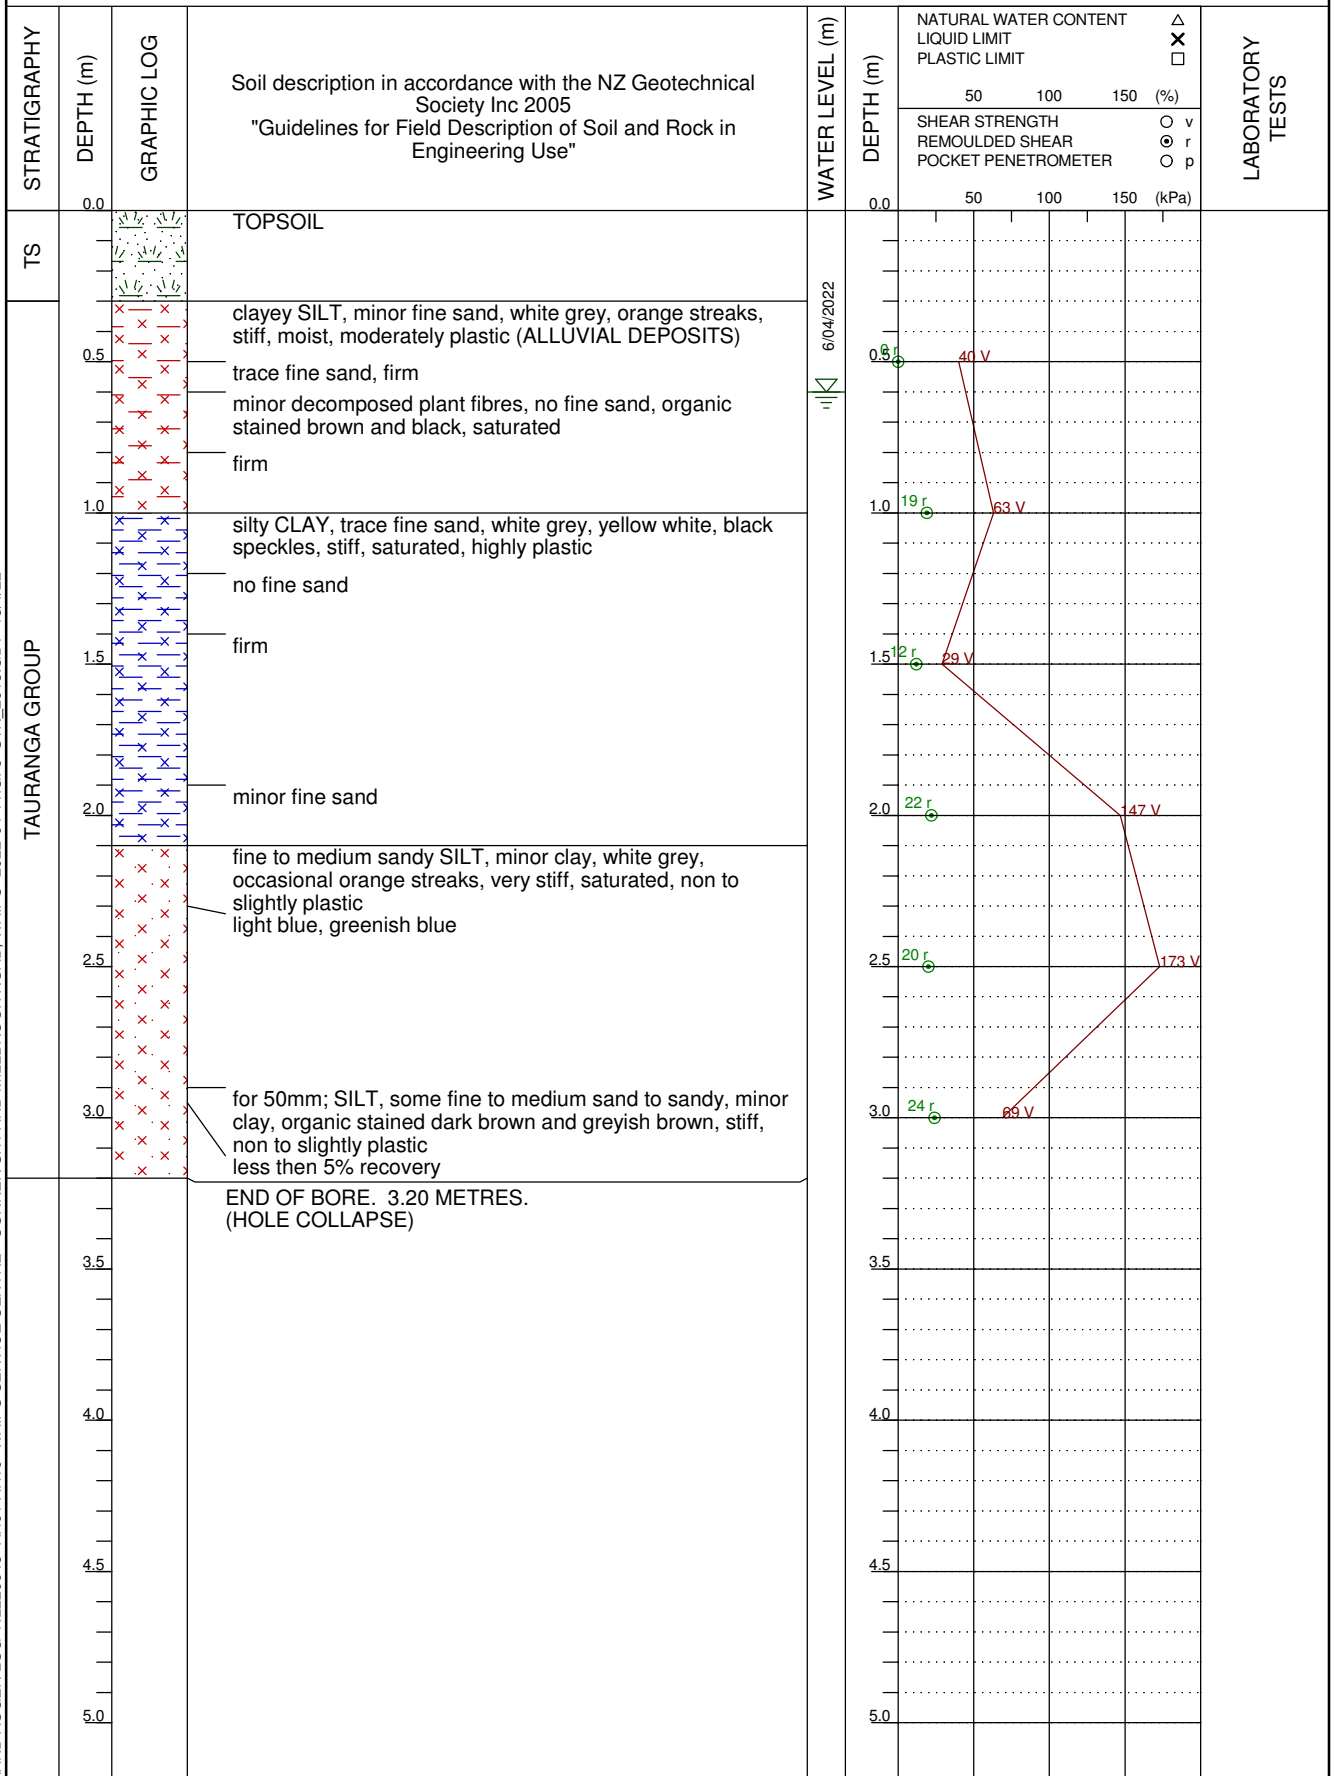 STRATIGRAPHY
DEPTH (m)
GRAPHIC LOG
Soil description in accordance with the NZ Geotechnical
Society Inc 2005
"Guidelines for Field Description of Soil and Rock in
Engineering Use"
WATER LEVEL (m)
DEPTH (m)
NATURAL WATER CONTENT △
LIQUID LIMIT ✕
PLASTIC LIMIT □
50 100 150 (%)
SHEAR STRENGTH v
REMOULDED SHEAR r
POCKET PENETROMETER p
50 100 150 (kPa)
LABORATORY
TESTS
0.0
0.0
TS
TOPSOIL
TAURANGA GROUP
clayey SILT, minor fine sand, white grey, orange streaks,
stiff, moist, moderately plastic (ALLUVIAL DEPOSITS)
6/04/2022
0.5
0.5
0 r
40 V
trace fine sand, firm
minor decomposed plant fibres, no fine sand, organic
stained brown and black, saturated
firm
1.0
1.0
19 r
63 V
silty CLAY, trace fine sand, white grey, yellow white, black
speckles, stiff, saturated, highly plastic
no fine sand
firm
1.5
1.5
12 r
29 V
minor fine sand
2.0
2.0
22 r
147 V
fine to medium sandy SILT, minor clay, white grey,
occasional orange streaks, very stiff, saturated, non to
slightly plastic
light blue, greenish blue
2.5
2.5
20 r
173 V
for 50mm; SILT, some fine to medium sand to sandy, minor
clay, organic stained dark brown and greyish brown, stiff,
non to slightly plastic
less then 5% recovery
3.0
3.0
24 r
69 V
END OF BORE. 3.20 METRES.
(HOLE COLLAPSE)
3.5
3.5
4.0
4.0
4.5
4.5
5.0
5.0